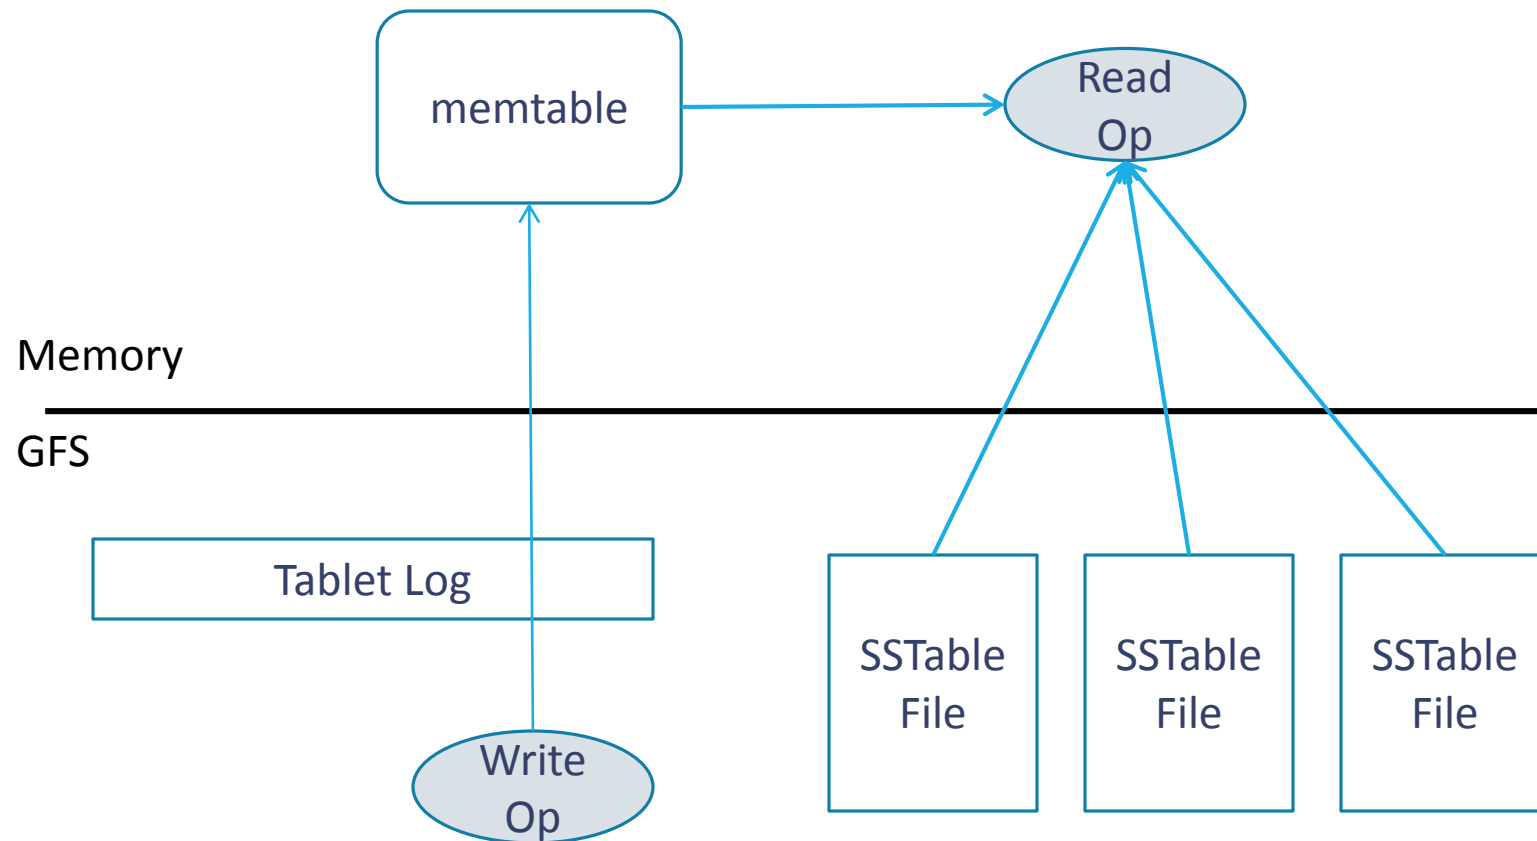 memtable
Read
Op
Memory
GFS
Tablet Log
SSTable
File
SSTable
File
SSTable
File
Write
Op